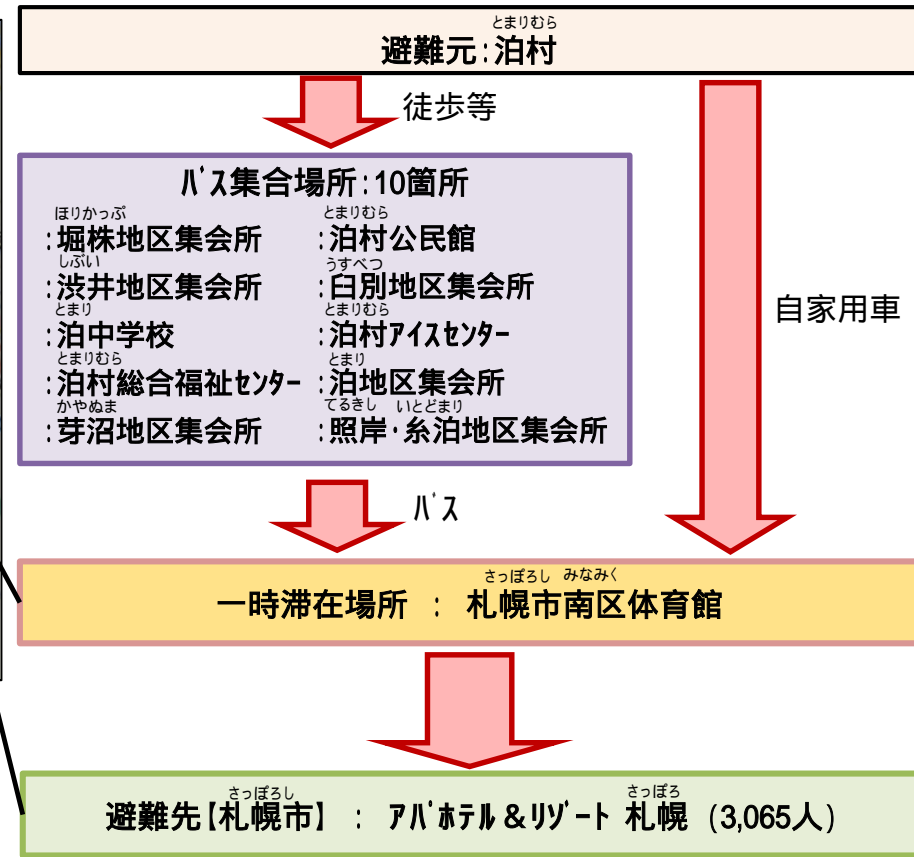 とまりむら
避難元:泊村
徒歩等
バス集合場所:10箇所
ほりかっぷ とまりむら
:堀株地区集会所 :泊村公民館
しぶい うすべつ
:渋井地区集会所 :臼別地区集会所
とまり とまりむら
:泊中学校 :泊村アイスセンター
とまりむら とまり
:泊村総合福祉センター :泊地区集会所
かやぬま てるきし いとどまり
:芽沼地区集会所 :照岸・糸泊地区集会所
自家用車
バス
さっぽろし みなみく
一時滞在場所 : 札幌市南区体育館
さっぽろし さっぽろ
避難先【札幌市】 : アパホテル&リゾート 札幌 (3,065人)